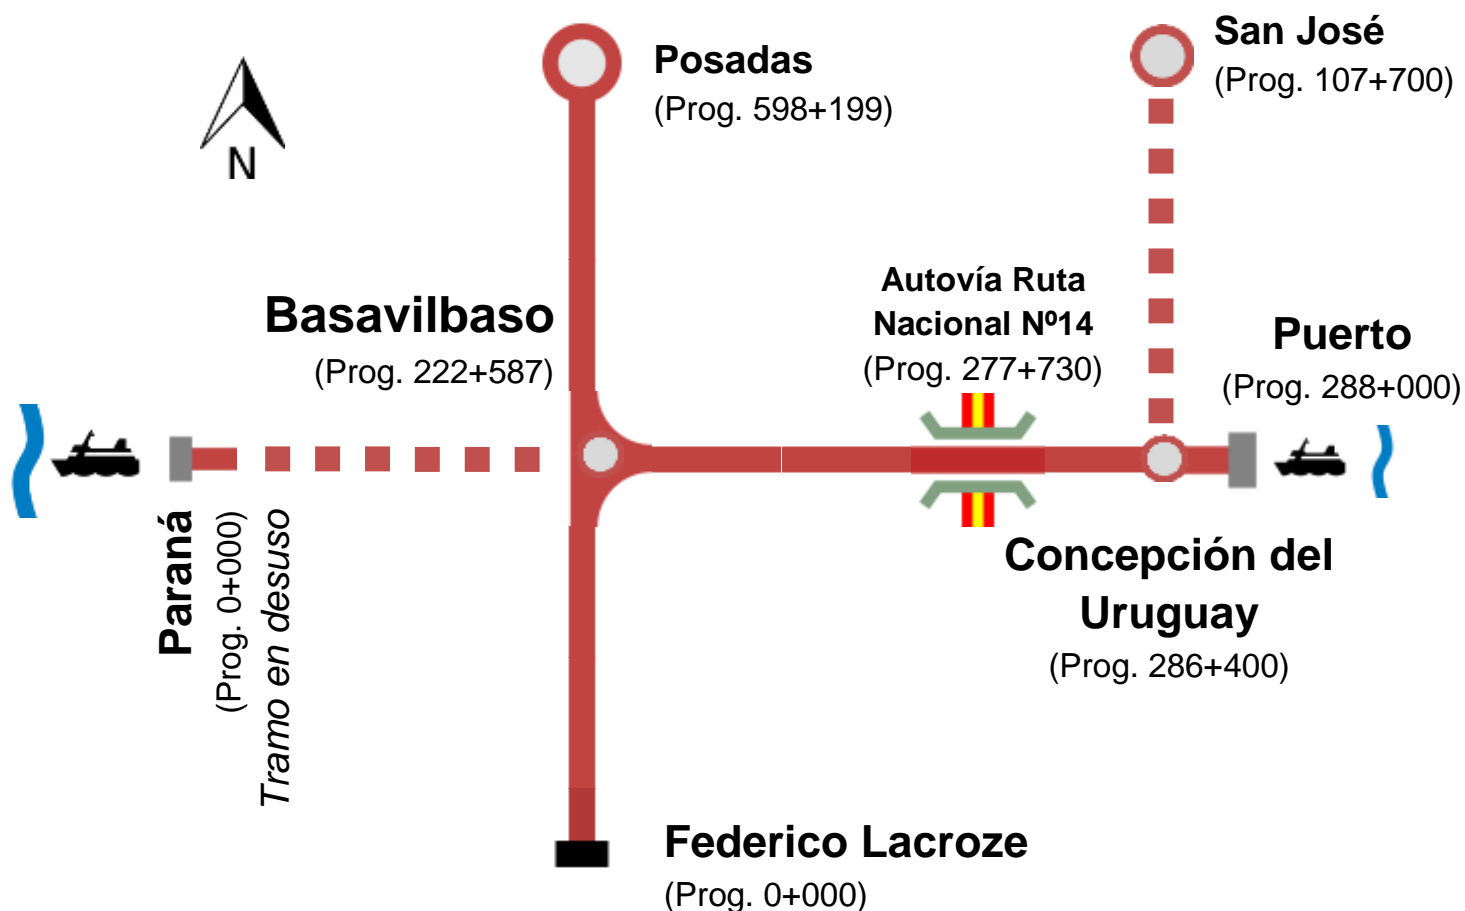 Posadas
(Prog. 598+199)
San José
(Prog. 107+700)
N
Basavilbaso
(Prog. 222+587)
Autovía Ruta
Nacional Nº14
(Prog. 277+730)
Puerto
(Prog. 288+000)
Paraná
(Prog. 0+000)
Tramo en desuso
Concepción del
Uruguay
(Prog. 286+400)
Federico Lacroze
(Prog. 0+000)